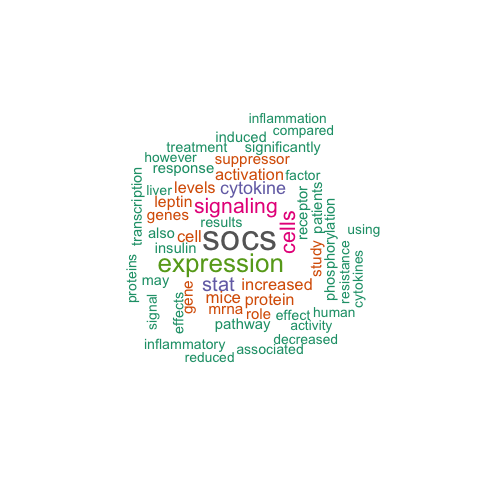 inflammation
compared
induced
significantly
treatment
however
suppressor
response
activation
factor
liver
levels
cytokine
transcription
leptin
signaling
receptor
patients
genes
results
phosphorylation
also
cell
socs
cells
using
insulin
expression
study
proteins
may
stat
increased
resistance
cytokines
gene
mice
protein
signal
effects
mrna
role
effect
human
pathway
activity
decreased
inflammatory
associated
reduced